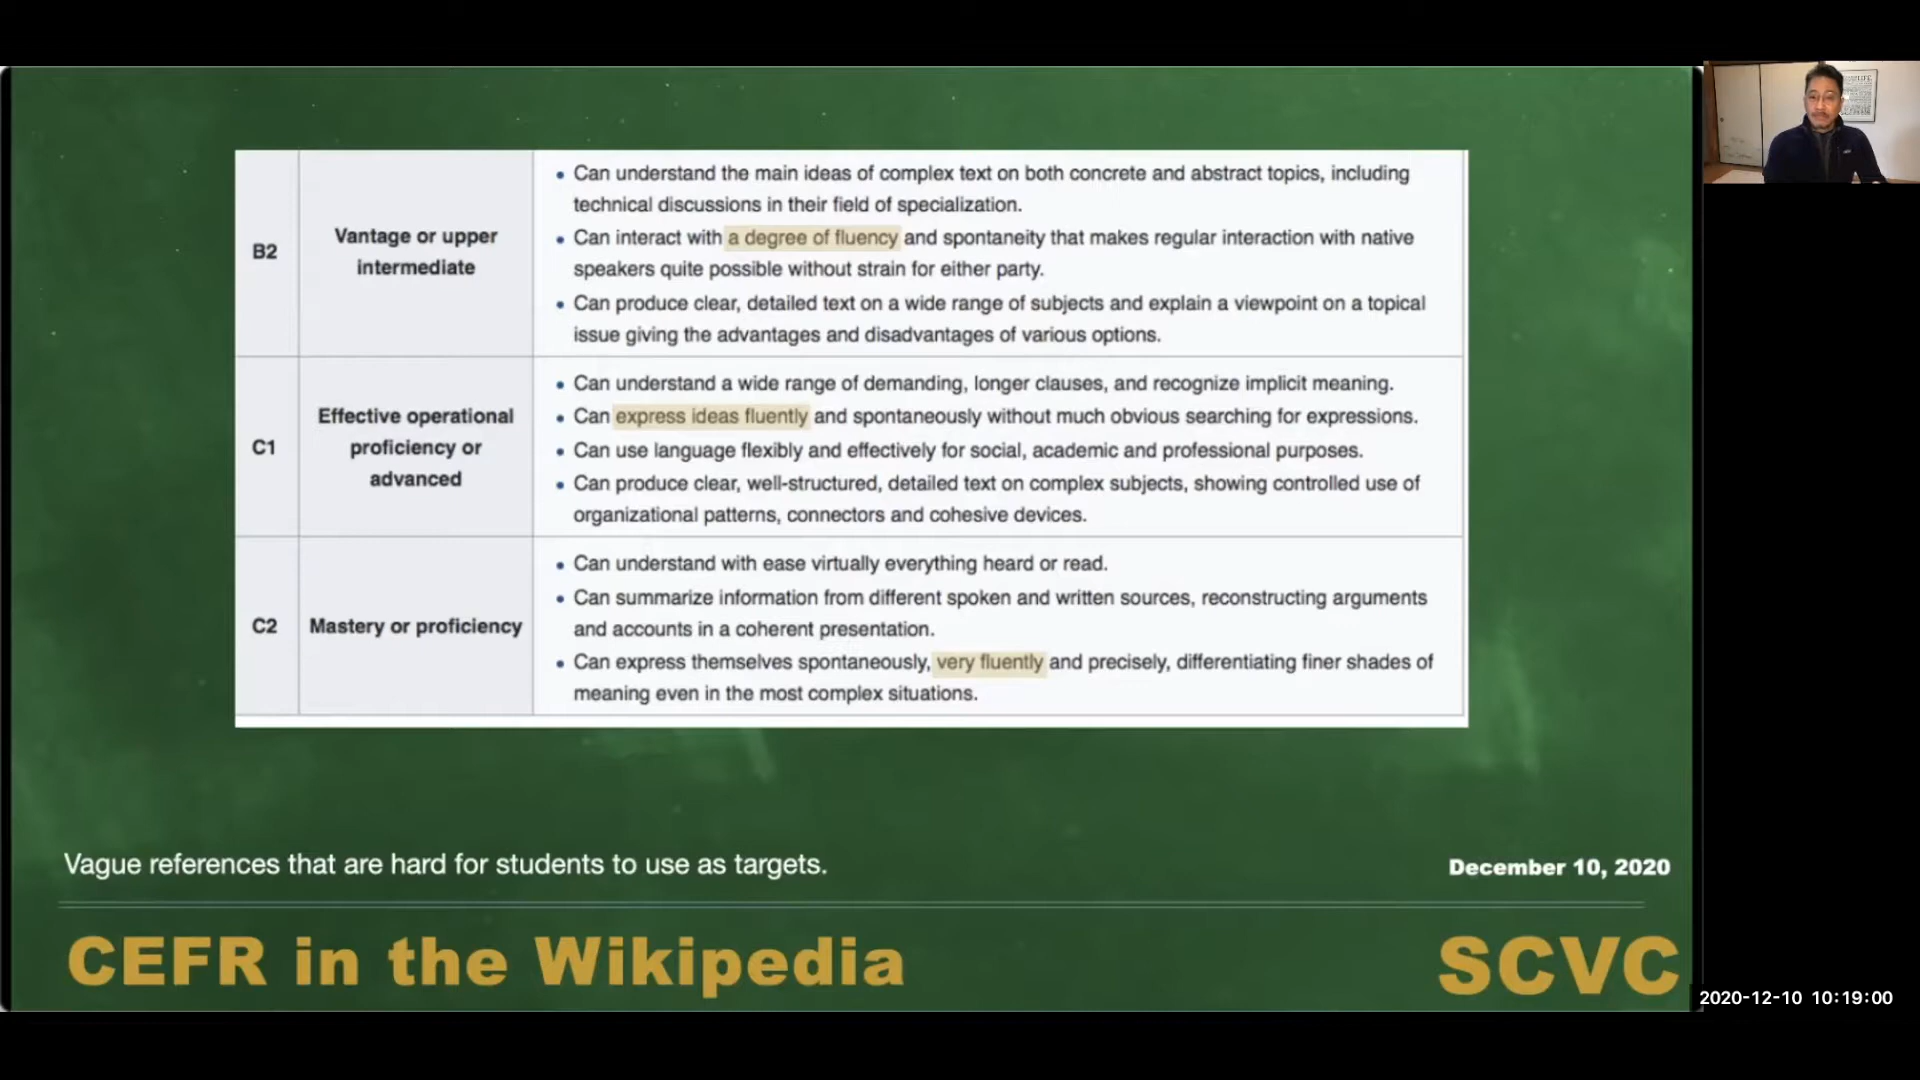 B2
Vantage or upper
intermediate
Can understand the main ideas of complex text on both concrete and abstract topics, including
technical discussions in their field of specialization.
Can interact with a degree of fluency and spontaneity that makes regular interaction with native
speakers quite possible without strain for either party.
Can produce clear, detailed text on a wide range of subjects and explain a viewpoint on a topical
issue giving the advantages and disadvantages of various options.
C1
Effective operational
proficiency or
advanced
Can understand a wide range of demanding, longer clauses, and recognize implicit meaning.
Can express ideas fluently and spontaneously without much obvious searching for expressions.
Can use language flexibly and effectively for social, academic and professional purposes.
Can produce clear, well-structured, detailed text on complex subjects, showing controlled use of
organizational patterns, connectors and cohesive devices.
C2
Mastery or proficiency
Can understand with ease virtually everything heard or read.
Can summarize information from different spoken and written sources, reconstructing arguments
and accounts in a coherent presentation.
Can express themselves spontaneously, very fluently and precisely, differentiating finer shades of
meaning even in the most complex situations.
Vague references that are hard for students to use as targets.
December 10, 2020
CEFR in the Wikipedia
SCVC
2020-12-10 10:19:00